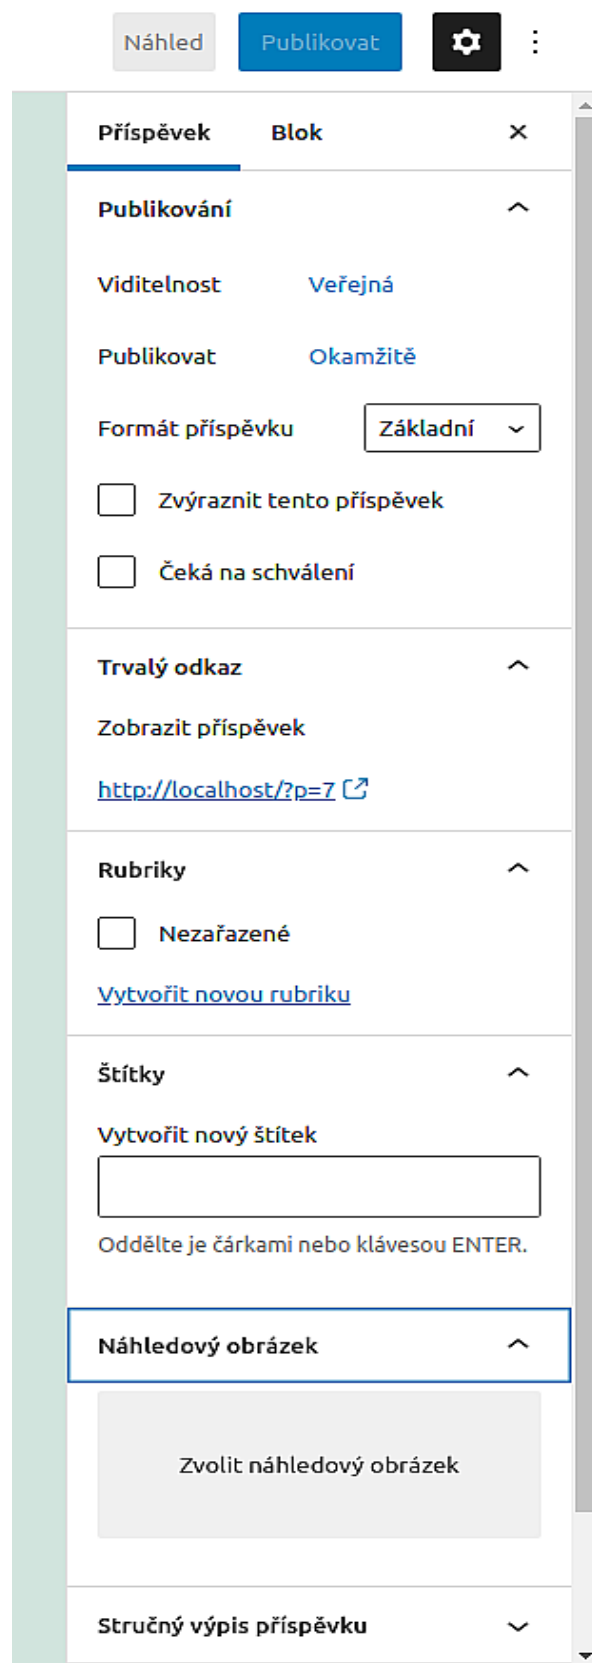 Náhled Publikovat
Příspěvek Blok
Publikování
Viditelnost Veřejná
Publikovat Okamžitě
Formát příspěvku Základní
Zvýraznit tento příspěvek
Čeká na schválení
Trvalý odkaz
Zobrazit příspěvek
http://localhost/?p=7
Rubriky
Nezařazené
Vytvořit novou rubriku
Štítky
Vytvořit nový štítek
Oddělte je čárkami nebo klávesou ENTER.
Náhledový obrázek
Zvolit náhledový obrázek
Stručný výpis příspěvku